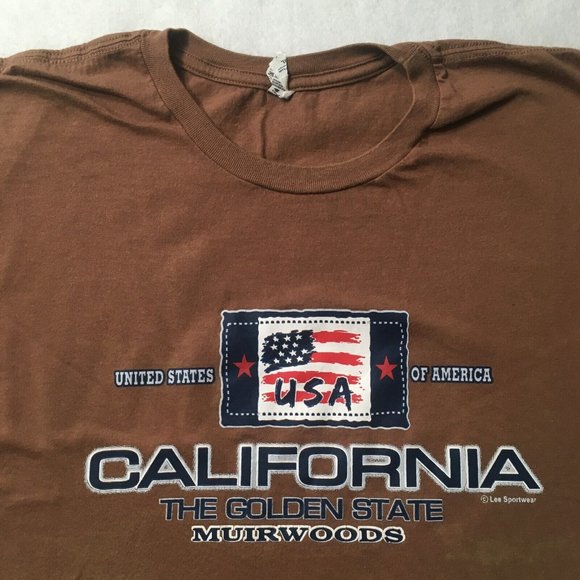 USA
UNITED STATES OF AMERICA
CALIFORNIA
© Lee Sportswear
THE GOLDEN STATE
MUIRWOODS